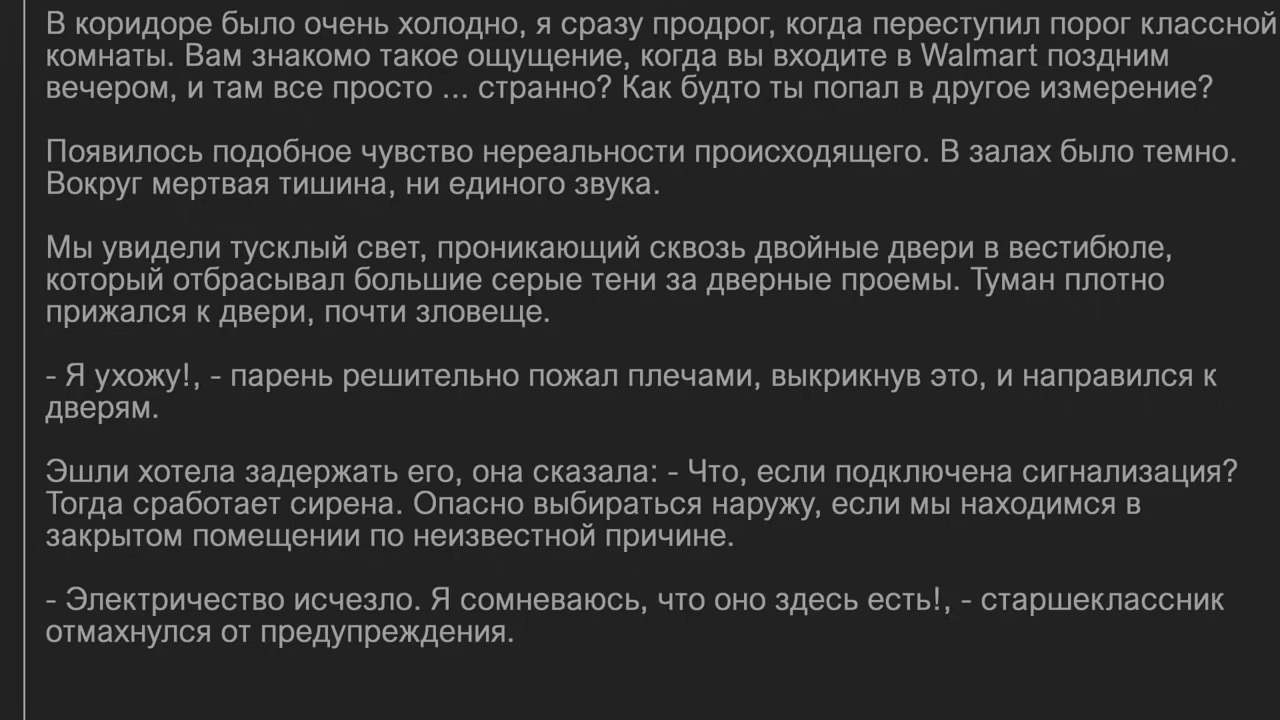 В коридоре было очень холодно, я сразу продрог, когда переступил порог классной
комнаты. Вам знакомо такое ощущение, когда вы входите в Walmart поздним
вечером, и там все просто ... странно? Как будто ты попал в другое измерение?
Появилось подобное чувство нереальности происходящего. В залах было темно.
Вокруг мертвая тишина, ни единого звука.
Мы увидели тусклый свет, проникающий сквозь двойные двери в вестибюле,
который отбрасывал большие серые тени за дверные проемы. Туман плотно
прижался к двери, почти зловеще.
- Я ухожу!, - парень решительно пожал плечами, выкрикнув это, и направился к
дверям.
Эшли хотела задержать его, она сказала: - Что, если подключена сигнализация?
Тогда сработает сирена. Опасно выбираться наружу, если мы находимся в
закрытом помещении по неизвестной причине.
- Электричество исчезло. Я сомневаюсь, что оно здесь есть!, - старшеклассник
отмахнулся от предупреждения.